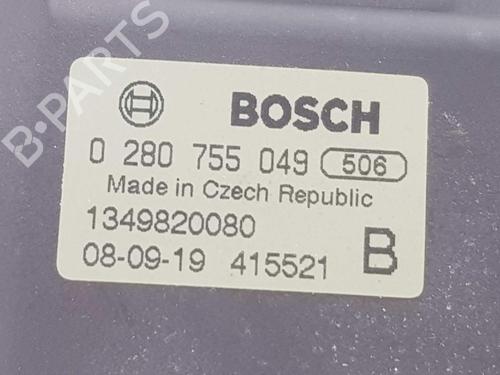 B-PARTS
BOSCH
0 280 755 049 506
Made in Czech Republic
1349820080
08-09-19 415521 B